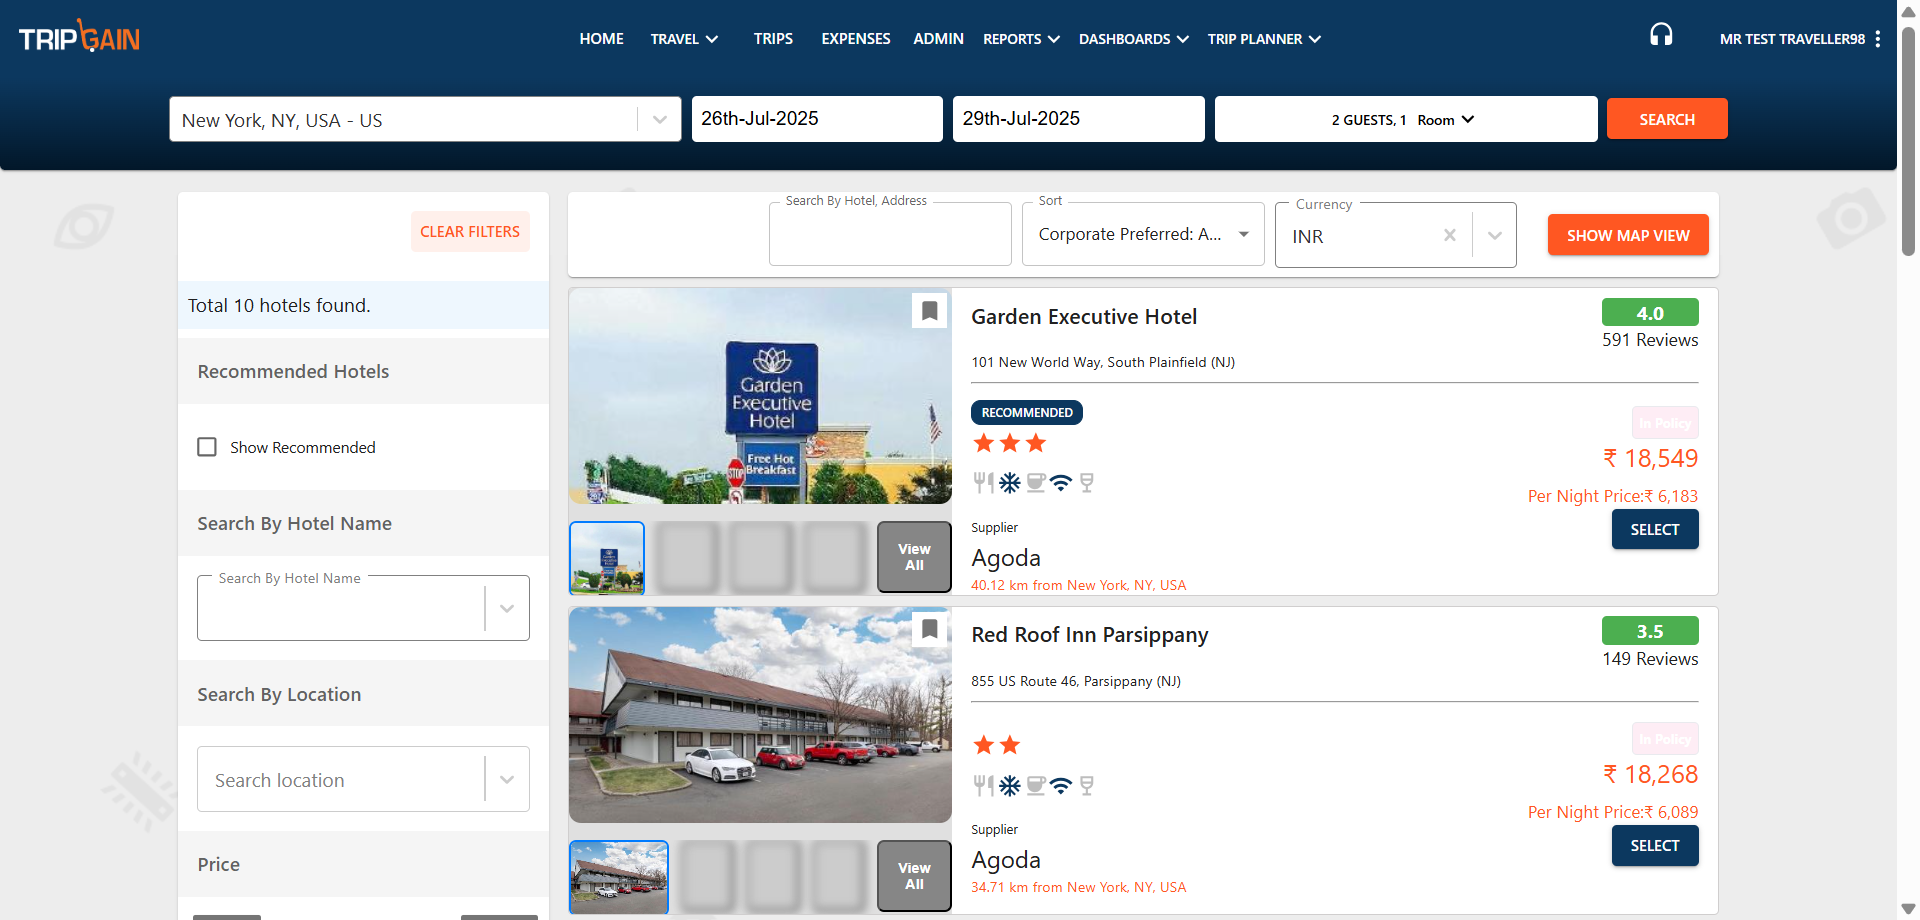 TRIPGAIN
HOME
TRAVEL
TRIPS
EXPENSES
ADMIN
REPORTS
DASHBOARDS
TRIP PLANNER
MR TEST TRAVELLER98
New York, NY, USA - US
26th-Jul-2025
29th-Jul-2025
2 GUESTS, 1 Room
SEARCH
CLEAR FILTERS
Total 10 hotels found.
Recommended Hotels
Show Recommended
Search By Hotel Name
Search By Hotel Name
Search By Location
Search location
Price
Search By Hotel, Address
Sort
Corporate Preferred: A...
Currency
INR
SHOW MAP VIEW
Garden
Executive
Hotel
Free Hot
Breakfast
STOP
View
All
Garden Executive Hotel
4.0
591 Reviews
101 New World Way, South Plainfield (NJ)
RECOMMENDED
In Policy
₹ 18,549
Per Night Price:₹ 6,183
SELECT
Supplier
Agoda
40.12 km from New York, NY, USA
View
All
Red Roof Inn Parsippany
3.5
149 Reviews
855 US Route 46, Parsippany (NJ)
In Policy
₹ 18,268
Per Night Price:₹ 6,089
SELECT
Supplier
Agoda
34.71 km from New York, NY, USA